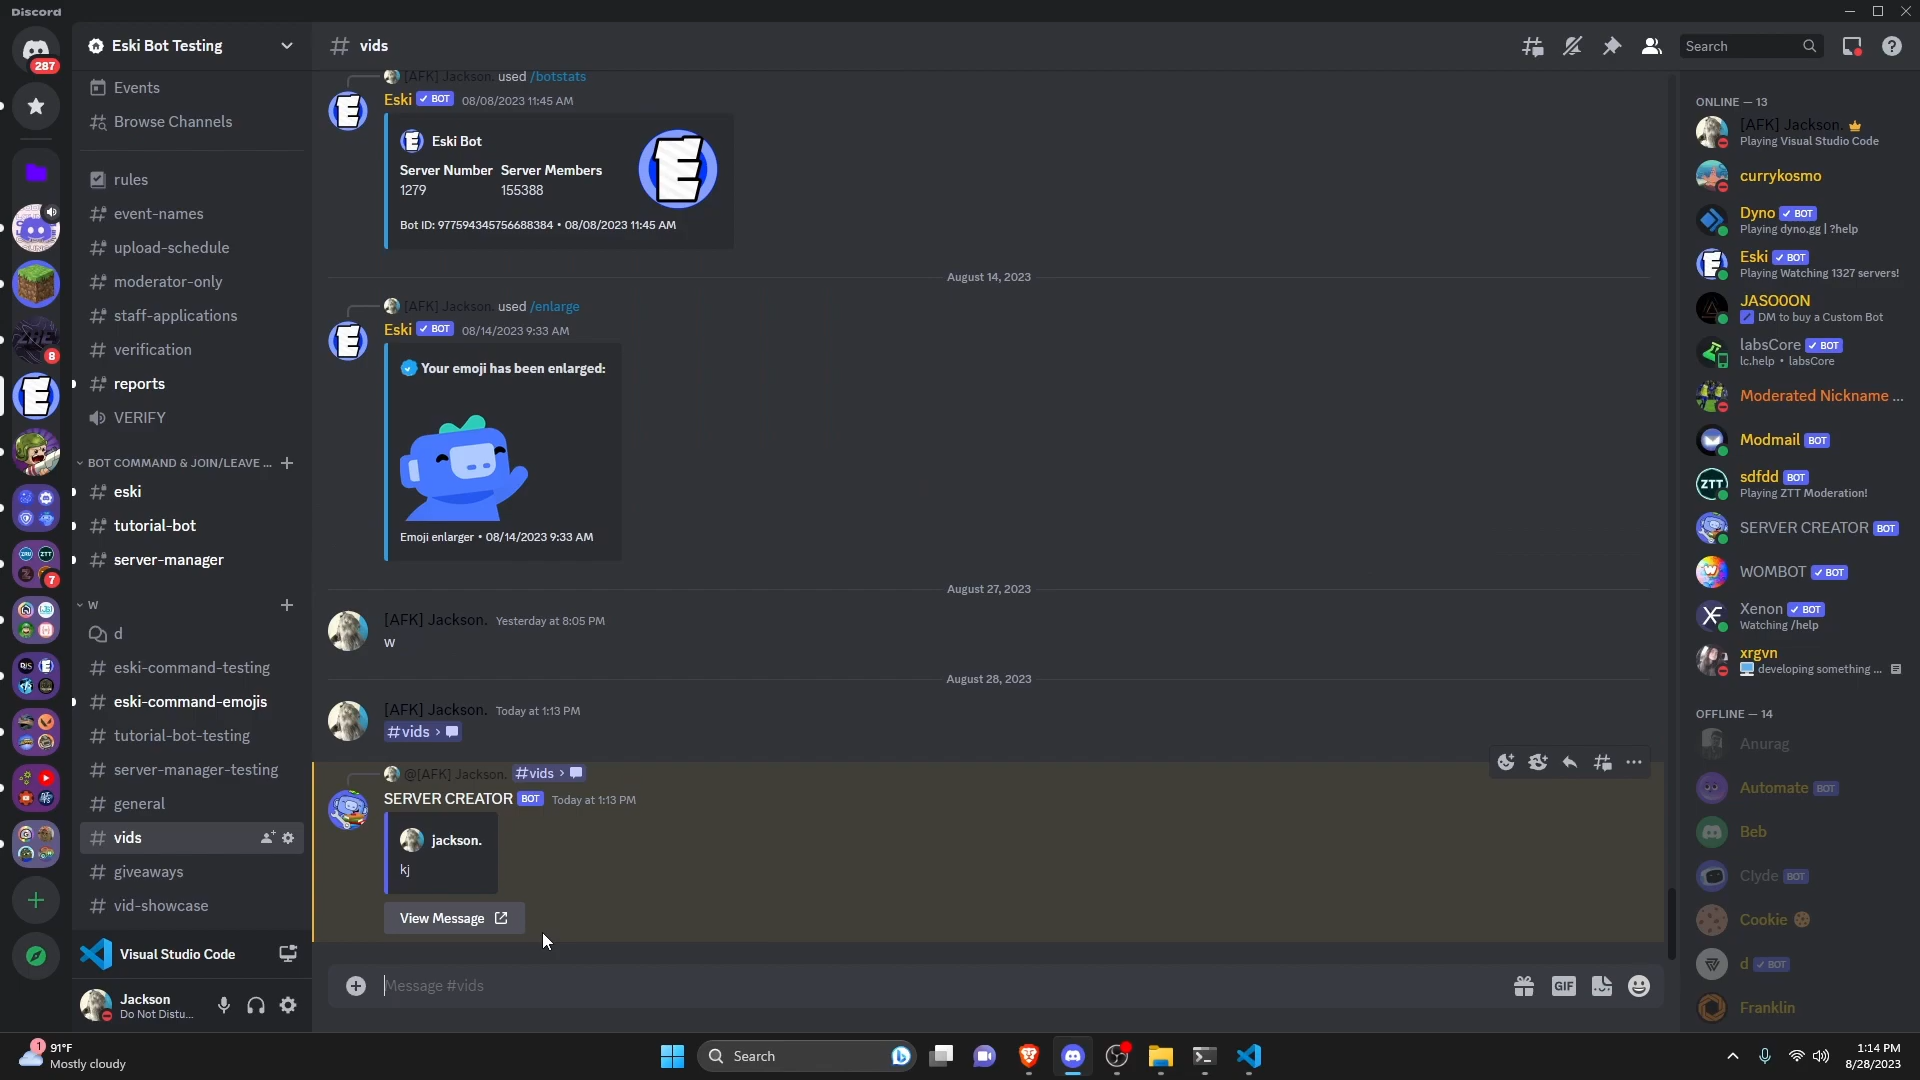 Discord
287
Eski Bot Testing
Events
Browse Channels
rules
event-names
upload-schedule
moderator-only
staff-applications
verification
reports
VERIFY
BOT COMMAND & JOIN/LEAVE ...
eski
tutorial-bot
server-manager
W
d
eski-command-testing
eski-command-emojis
tutorial-bot-testing
server-manager-testing
general
vids
giveaways
vid-showcase
8
7
Visual Studio Code
Jackson
Do Not Distu...
vids
Search
[AFK] Jackson. used /botstats
Eski BOT 08/08/2023 11:45 AM
Eski Bot
Server Number Server Members
1279 155388
Bot ID: 977594345756688384 • 08/08/2023 11:45 AM
August 14, 2023
[AFK] Jackson. used /enlarge
Eski BOT 08/14/2023 9:33 AM
Your emoji has been enlarged:
Emoji enlarger • 08/14/2023 9:33 AM
August 27, 2023
[AFK] Jackson. Yesterday at 8:05 PM
w
August 28, 2023
[AFK] Jackson. Today at 1:13 PM
#vids ›
@[AFK] Jackson. #vids ›
SERVER CREATOR BOT Today at 1:13 PM
jackson.
kj
View Message
Message #vids
GIF
ONLINE — 13
[AFK] Jackson.
Playing Visual Studio Code
currykosmo
Dyno BOT
Playing dyno.gg | ?help
Eski BOT
Playing Watching 1327 servers!
JASO0ON
DM to buy a Custom Bot
labsCore BOT
lc.help • labsCore
Moderated Nickname ...
Modmail BOT
ZTT
sdfdd BOT
Playing ZTT Moderation!
SERVER CREATOR BOT
WOMBOT BOT
Xenon BOT
Watching /help
xrgvn
developing something ...
OFFLINE — 14
Anurag
Automate BOT
Beb
Clyde BOT
Cookie
d BOT
Franklin
1
91°F
Mostly cloudy
Search
1:14 PM
8/28/2023